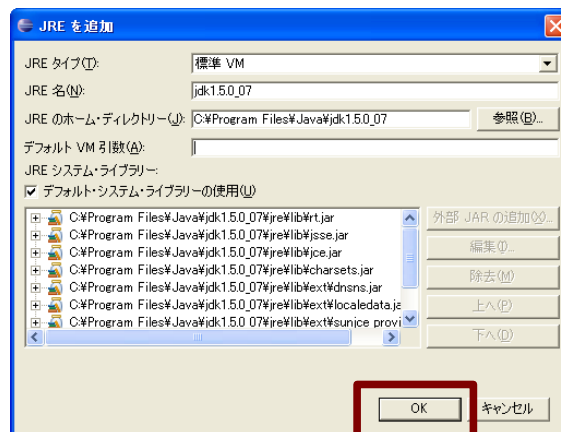 JRE を追加
JRE タイプ(T): 標準 VM
JRE 名(N): jdk1.5.0_07
JRE のホーム・ディレクトリー(J): C:¥Program Files¥Java¥jdk1.5.0_07 参照(B)...
デフォルト VM 引数(A):
JRE システム・ライブラリー:
デフォルト・システム・ライブラリーの使用(U)
C:¥Program Files¥Java¥jdk1.5.0_07¥jre¥lib¥rt.jar
C:¥Program Files¥Java¥jdk1.5.0_07¥jre¥lib¥jsse.jar
C:¥Program Files¥Java¥jdk1.5.0_07¥jre¥lib¥jce.jar
C:¥Program Files¥Java¥jdk1.5.0_07¥jre¥lib¥charsets.jar
C:¥Program Files¥Java¥jdk1.5.0_07¥jre¥lib¥ext¥dnsns.jar
C:¥Program Files¥Java¥jdk1.5.0_07¥jre¥lib¥ext¥localedata.ja
C:¥Program Files¥Java¥jdk1.5.0_07¥jre¥lib¥ext¥sunjce_provi
外部 JAR の追加(X)...
編集(I)...
除去(M)
上へ(P)
下へ(D)
OK キャンセル